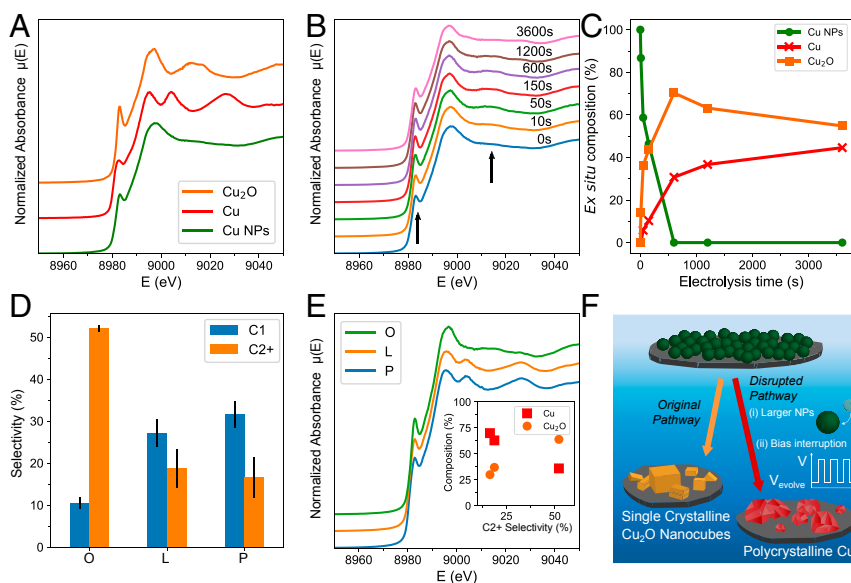 A
Normalized Absorbance μ(E)
Cu₂O
Cu
Cu NPs
8960
8980
9000
9020
9040
E (eV)
B
Normalized Absorbance μ(E)
3600s
1200s
600s
150s
50s
10s
0s
8960
8980
9000
9020
9040
E (eV)
C
Ex situ composition (%)
100
80
60
40
20
0
Cu NPs
Cu
Cu₂O
0
1000
2000
3000
Electrolysis time (s)
D
Selectivity (%)
50
40
30
20
10
0
C1
C2+
O
L
P
E
Normalized Absorbance μ(E)
O
L
P
Composition (%)
100
75
50
25
0
Cu
Cu₂O
25
50
C2+ Selectivity (%)
8960
8980
9000
9020
9040
E (eV)
F
Original
Pathway
Disrupted
Pathway
(i) Larger NPs
(ii) Bias interruption
V
Vevolve
Single Crystalline
Cu₂O Nanocubes
Polycrystalline Cu